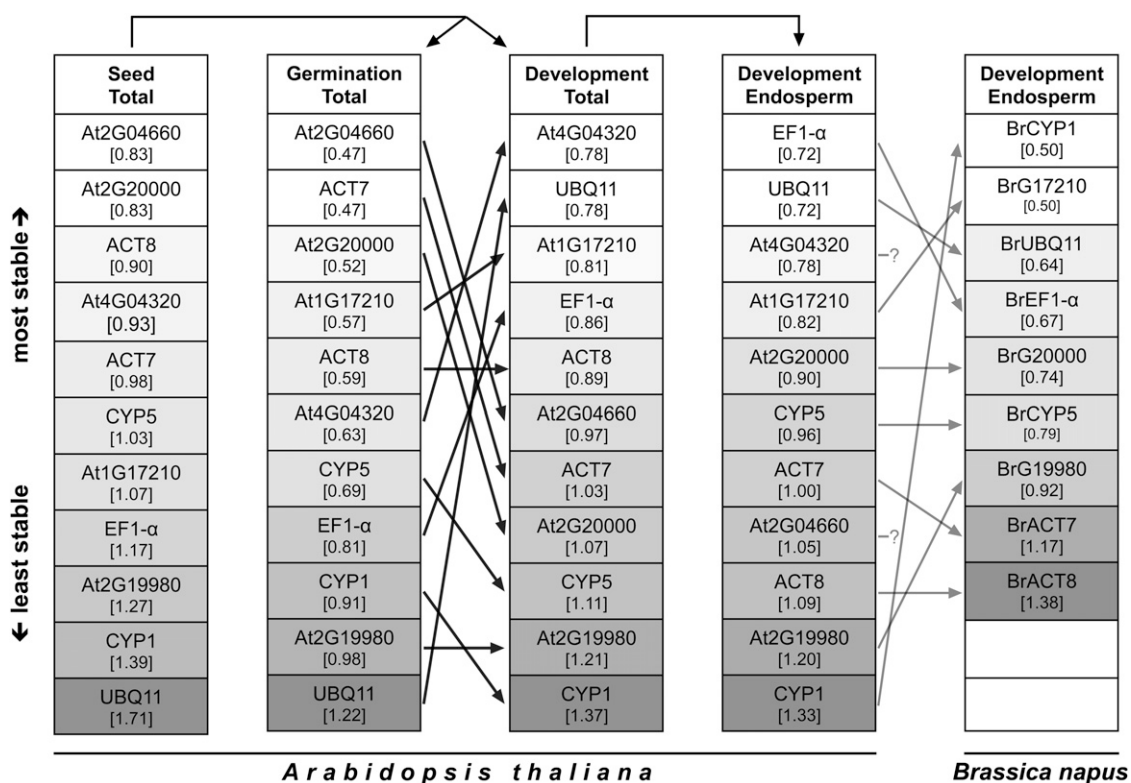 Seed
Total
At2G04660
[0.83]
At2G20000
[0.83]
ACT8
[0.90]
At4G04320
[0.93]
ACT7
[0.98]
CYP5
[1.03]
At1G17210
[1.07]
EF1-α
[1.17]
At2G19980
[1.27]
CYP1
[1.39]
UBQ11
[1.71]
Germination
Total
At2G04660
[0.47]
ACT7
[0.47]
At2G20000
[0.52]
At1G17210
[0.57]
ACT8
[0.59]
At4G04320
[0.63]
CYP5
[0.69]
EF1-α
[0.81]
CYP1
[0.91]
At2G19980
[0.98]
UBQ11
[1.22]
Development
Total
At4G04320
[0.78]
UBQ11
[0.78]
At1G17210
[0.81]
EF1-α
[0.86]
ACT8
[0.89]
At2G04660
[0.97]
ACT7
[1.03]
At2G20000
[1.07]
CYP5
[1.11]
At2G19980
[1.21]
CYP1
[1.37]
Development
Endosperm
EF1-α
[0.72]
UBQ11
[0.72]
At4G04320
[0.78]
–?
At1G17210
[0.82]
At2G20000
[0.90]
CYP5
[0.96]
ACT7
[1.00]
At2G04660
[1.05]
–?
ACT8
[1.09]
At2G19980
[1.20]
CYP1
[1.33]
Development
Endosperm
BrCYP1
[0.50]
BrG17210
[0.50]
BrUBQ11
[0.64]
BrEF1-α
[0.67]
BrG20000
[0.74]
BrCYP5
[0.79]
BrG19980
[0.92]
BrACT7
[1.17]
BrACT8
[1.38]
most stable →
← least stable
Arabidopsis thaliana
Brassica napus